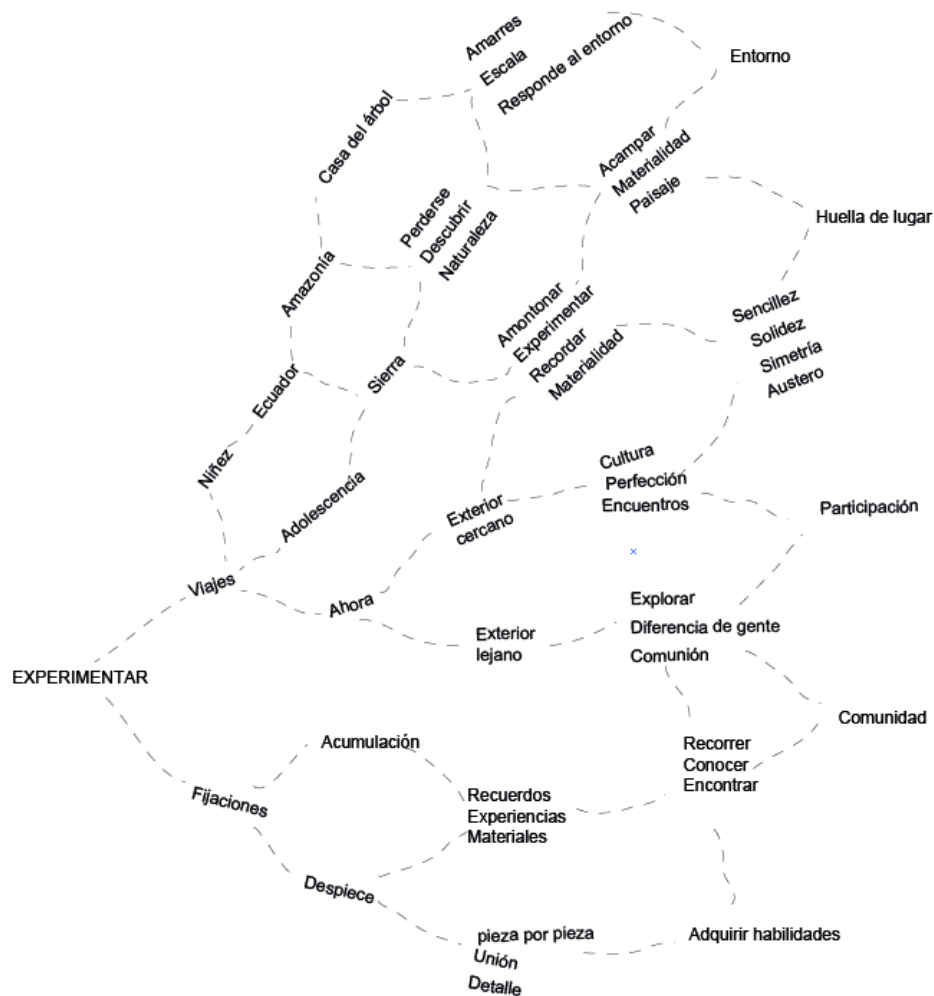 Amarres
Escala
Responde al entorno
Entorno
Casa del árbol
Acampar
Materialidad
Paisaje
Perderse
Descubrir
Naturaleza
Huella de lugar
Amazonía
Amontonar
Experimentar
Recordar
Materialidad
Sencillez
Solidez
Simetría
Austero
Ecuador
Sierra
Niñez
Adolescencia
Exterior
cercano
Cultura
Perfección
Encuentros
Participación
Viajes
Ahora
Exterior
lejano
Explorar
Diferencia de gente
Comunión
EXPERIMENTAR
Comunidad
Acumulación
Recorrer
Conocer
Encontrar
Fijaciones
Recuerdos
Experiencias
Materiales
Despiece
pieza por pieza
Unión
Detalle
Adquirir habilidades